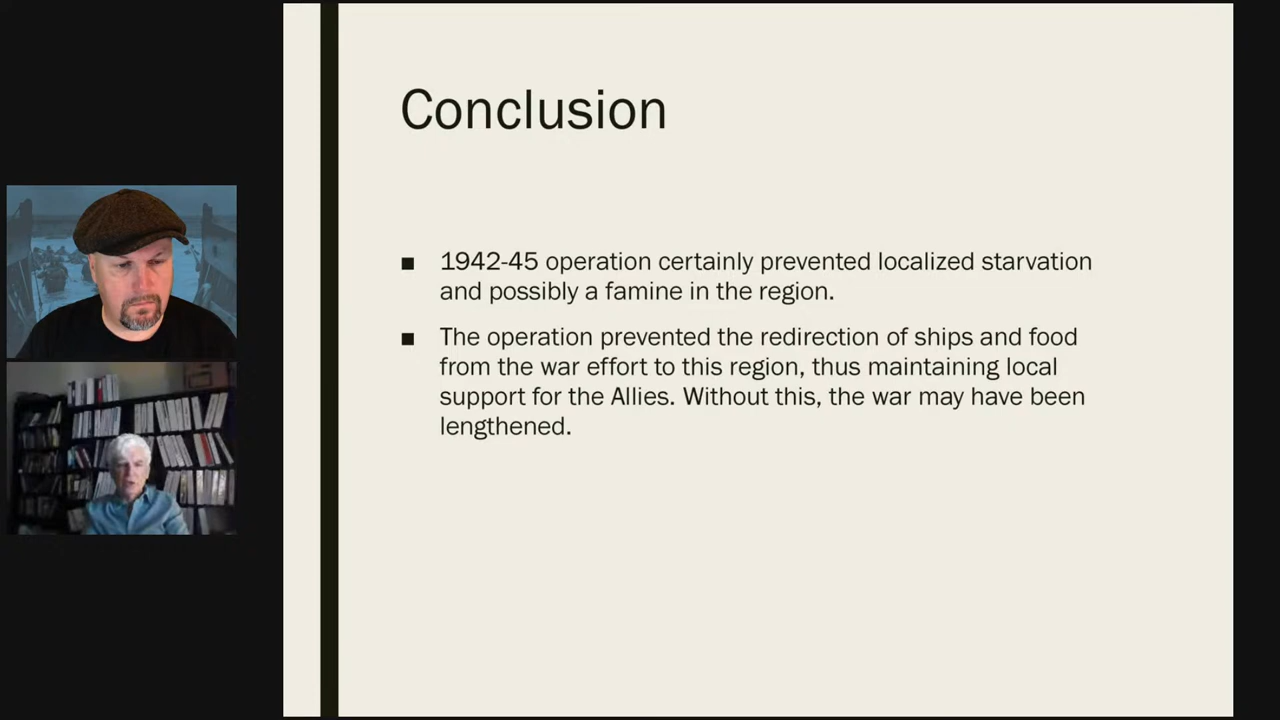 Conclusion
■ 1942-45 operation certainly prevented localized starvation
and possibly a famine in the region.
■ The operation prevented the redirection of ships and food
from the war effort to this region, thus maintaining local
support for the Allies. Without this, the war may have been
lengthened.